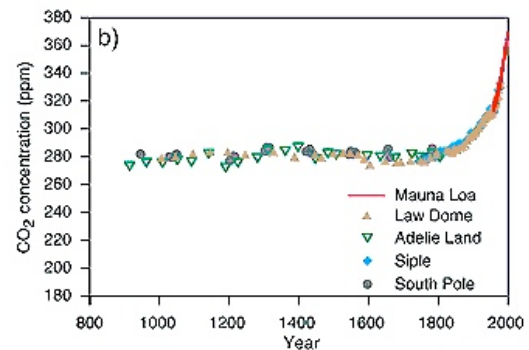 b)
380
360
340
320
300
280
260
240
220
200
180
CO2 concentration (ppm)
Mauna Loa
Law Dome
Adelie Land
Siple
South Pole
800 1000 1200 1400 1600 1800 2000
Year